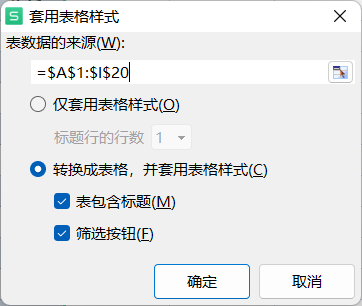 S 套用表格样式
表数据的来源(W):
=$A$1:$I$20
仅套用表格样式(O)
标题行的行数 1
转换成表格，并套用表格样式(C)
表包含标题(M)
筛选按钮(F)
确定 取消